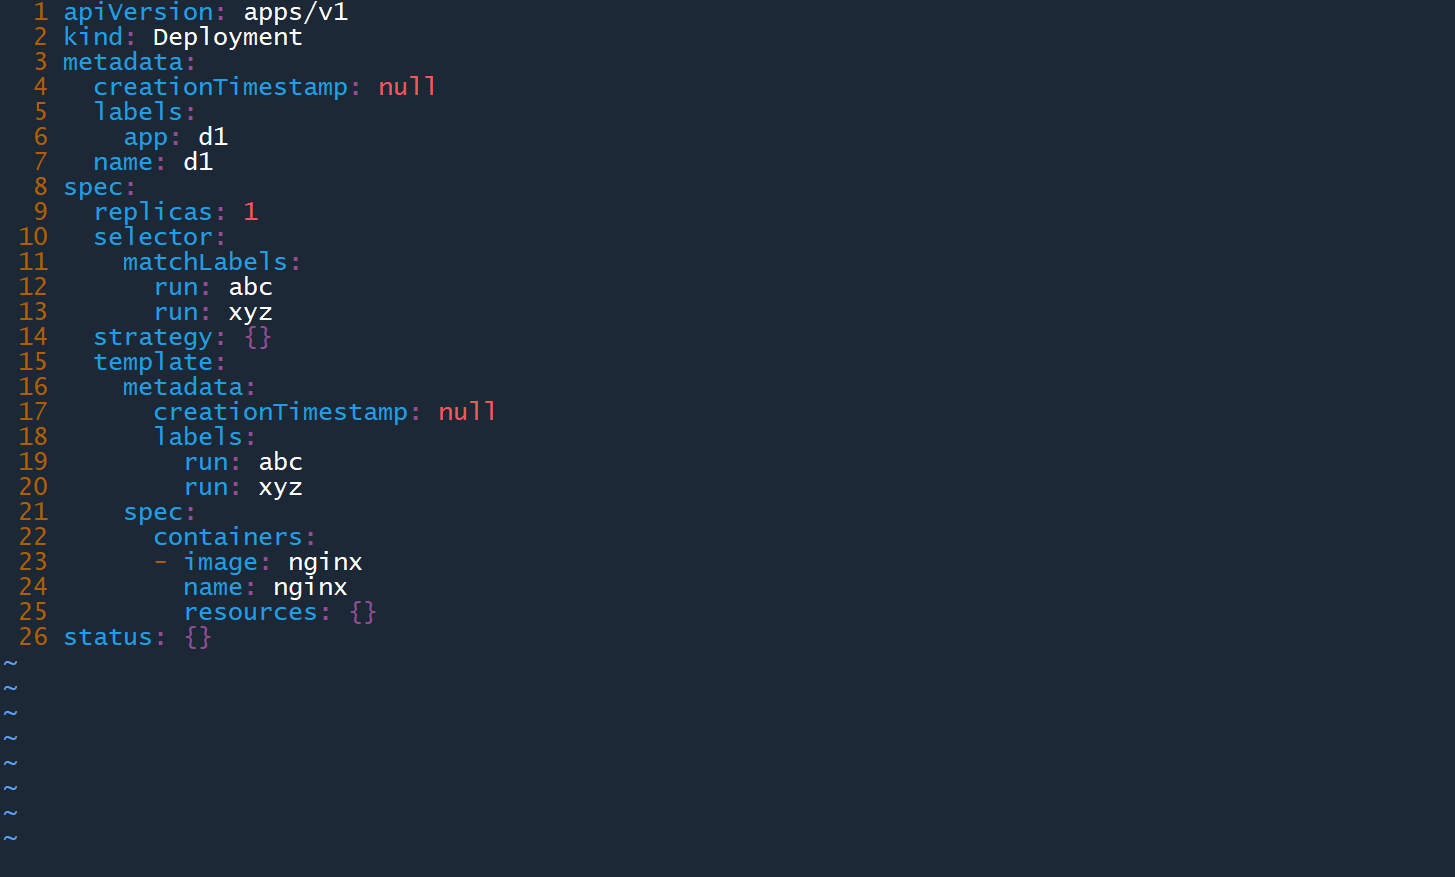 1 apiVersion: apps/v1
2 kind: Deployment
3 metadata:
4   creationTimestamp: null
5   labels:
6     app: d1
7   name: d1
8 spec:
9   replicas: 1
10   selector:
11     matchLabels:
12       run: abc
13       run: xyz
14   strategy: {}
15   template:
16     metadata:
17       creationTimestamp: null
18       labels:
19         run: abc
20         run: xyz
21     spec:
22       containers:
23       - image: nginx
24         name: nginx
25         resources: {}
26 status: {}
~
~
~
~
~
~
~
~